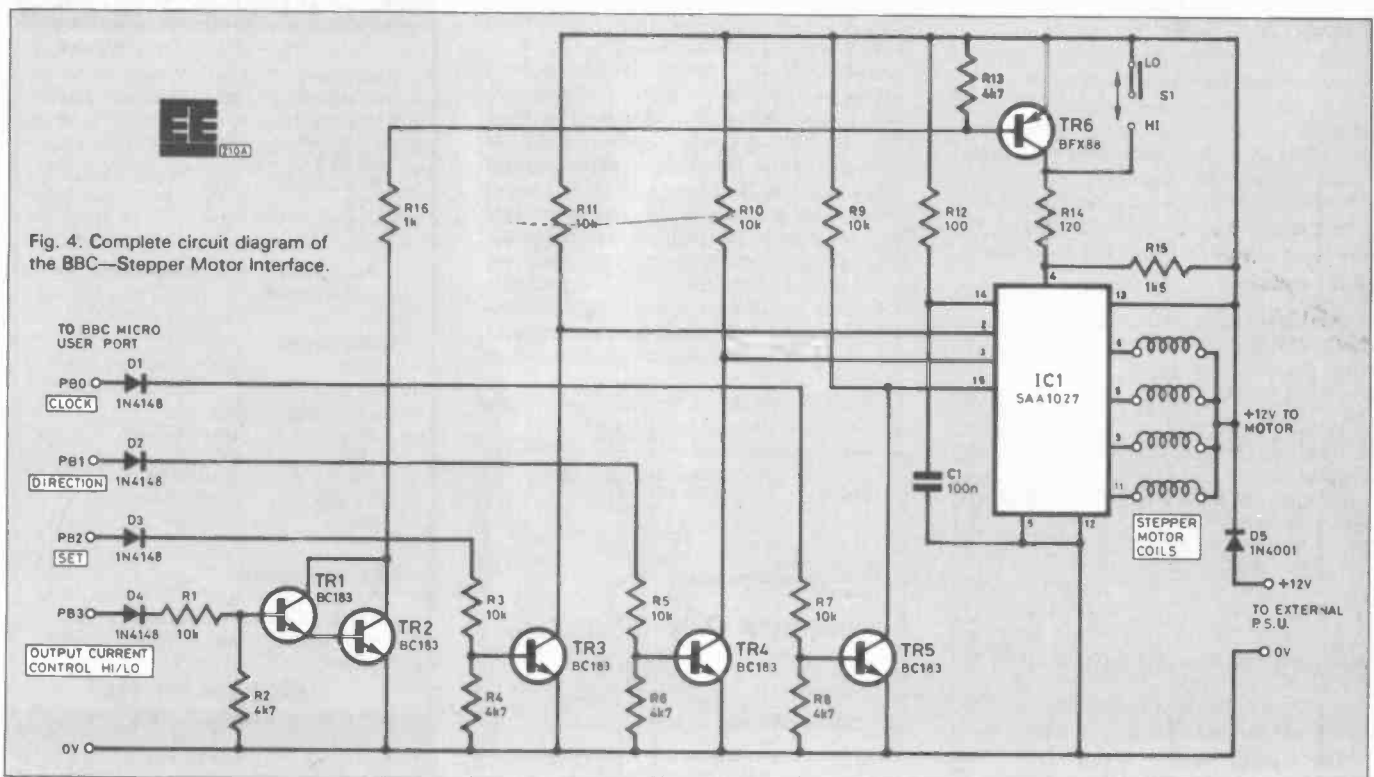 EE
210A
Fig. 4. Complete circuit diagram of
the BBC—Stepper Motor Interface.
TO BBC MICRO
USER PORT
PB0
CLOCK
D1
1N4148
PB1
DIRECTION
D2
1N4148
PB2
SET
D3
1N4148
PB3
OUTPUT CURRENT
CONTROL HI/LO
D4
1N4148
R1
10k
R2
4k7
0V
TR1
BC183
TR2
BC183
R16
1k
R3
10k
R4
4k7
TR3
BC183
R11
10k
R5
10k
R6
4k7
TR4
BC183
R10
10k
R7
10k
R8
4k7
TR5
BC183
R9
10k
R12
100
C1
100n
R13
4k7
TR6
BFX88
LO
S1
HI
R14
120
R15
1k5
IC1
SAA1027
14
2
3
15
4
13
6
8
9
11
5
12
STEPPER
MOTOR
COILS
+12V TO
MOTOR
D5
1N4001
+12V
TO EXTERNAL
P.S.U.
0V